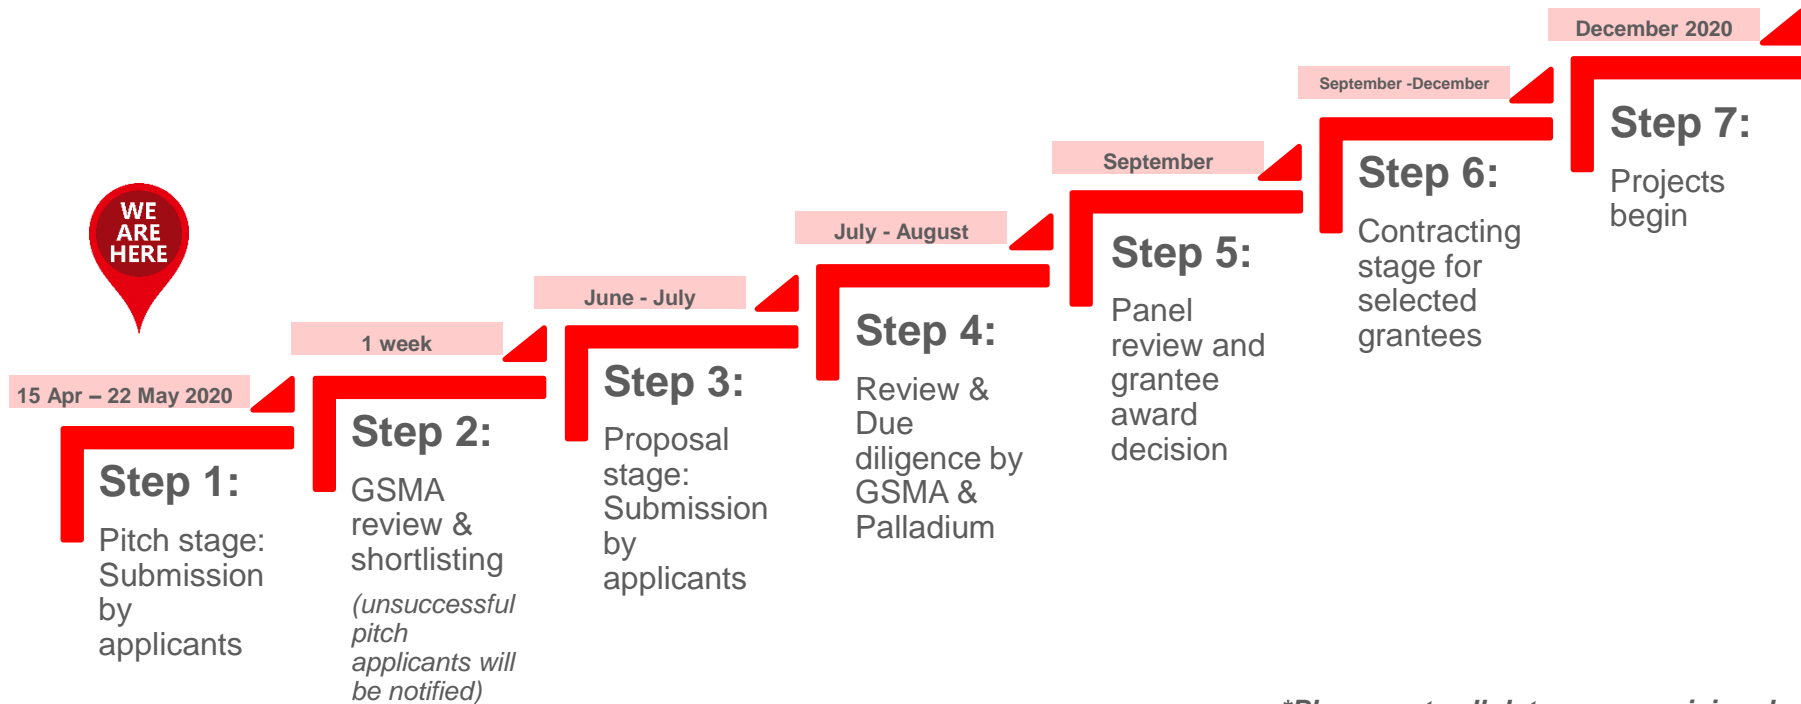 WE
ARE
HERE
15 Apr – 22 May 2020
Step 1:
Pitch stage:
Submission
by
applicants
1 week
Step 2:
GSMA
review &
shortlisting
(unsuccessful
pitch
applicants will
be notified)
June - July
Step 3:
Proposal
stage:
Submission
by
applicants
July - August
Step 4:
Review &
Due
diligence by
GSMA &
Palladium
September
Step 5:
Panel
review and
grantee
award
decision
September -December
Step 6:
Contracting
stage for
selected
grantees
December 2020
Step 7:
Projects
begin